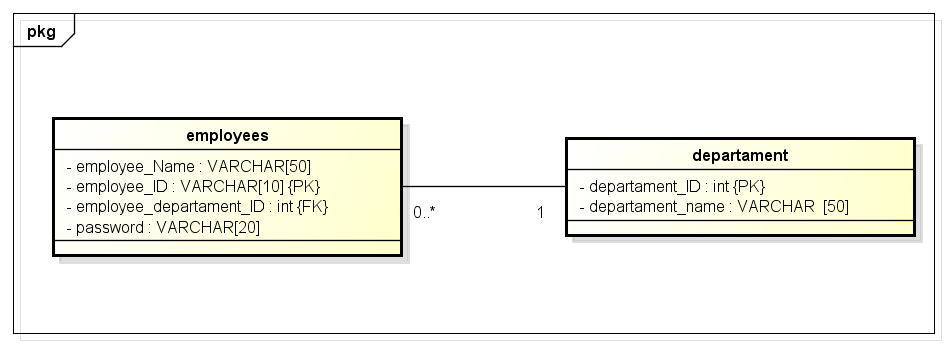 pkg
employees
- employee_Name : VARCHAR[50]
- employee_ID : VARCHAR[10] {PK}
- employee_departament_ID : int {FK}
- password : VARCHAR[20]
0..*
1
departament
- departament_ID : int {PK}
- departament_name : VARCHAR [50]